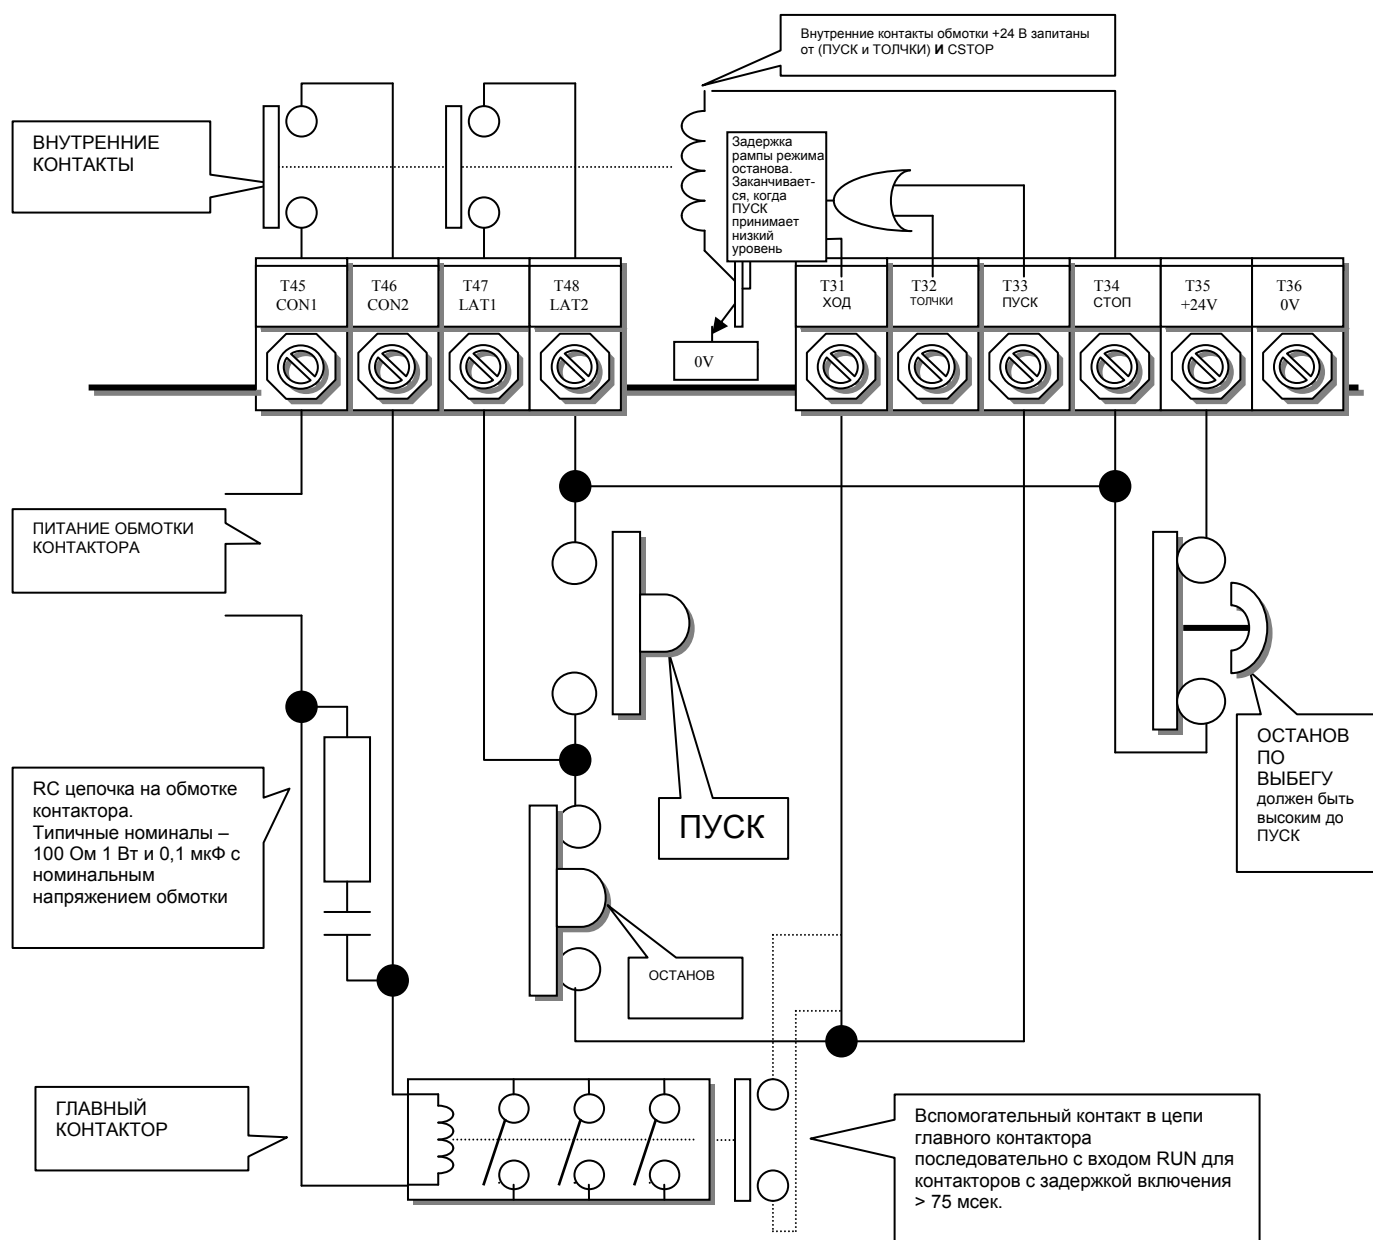 Внутренние контакты обмотки +24 В запитаны
от (ПУСК и ТОЛЧКИ) И CSTOP
ВНУТРЕННИЕ
КОНТАКТЫ
Задержка
рампы режима
останова.
Заканчивает-
ся, когда
ПУСК
принимает
низкий
уровень
T45
CON1
T46
CON2
T47
LAT1
T48
LAT2
0V
T31
ХОД
T32
ТОЛЧКИ
T33
ПУСК
T34
СТОП
T35
+24V
T36
0V
ПИТАНИЕ ОБМОТКИ
КОНТАКТОРА
RC цепочка на обмотке
контактора.
Типичные номиналы –
100 Ом 1 Вт и 0,1 мкФ с
номинальным
напряжением обмотки
ПУСК
ОСТАНОВ
ПО
ВЫБЕГУ
должен быть
высоким до
ПУСК
ОСТАНОВ
ГЛАВНЫЙ
КОНТАКТОР
Вспомогательный контакт в цепи
главного контактора
последовательно с входом RUN для
контакторов с задержкой включения
> 75 мсек.